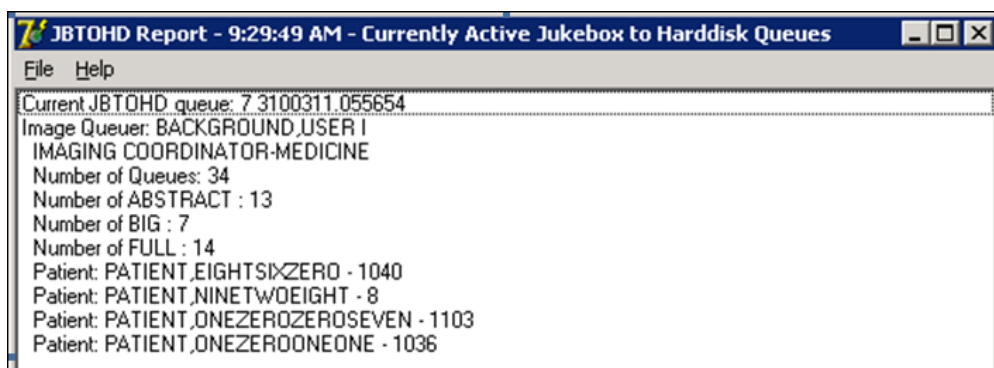 JBTOHD Report - 9:29:49 AM - Currently Active Jukebox to Harddisk Queues
File Help
Current JBTOHD queue: 7 3100311.055654
Image Queuer: BACKGROUND,USER I
IMAGING COORDINATOR-MEDICINE
Number of Queues: 34
Number of ABSTRACT : 13
Number of BIG : 7
Number of FULL : 14
Patient: PATIENT,EIGHTSIXZERO - 1040
Patient: PATIENT,NINETWOEIGHT - 8
Patient: PATIENT,ONEZEROZEROSEVEN - 1103
Patient: PATIENT,ONEZEROONEONE - 1036